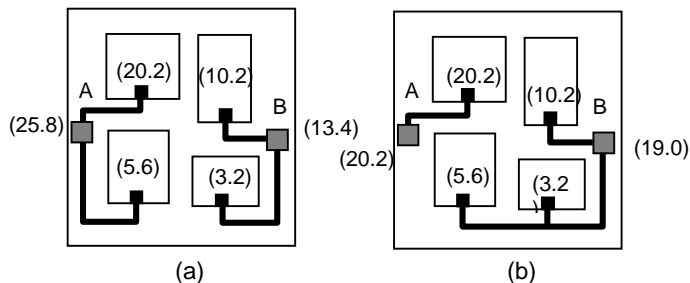 (20.2)
(10.2)
A
B
(25.8)
(13.4)
(5.6)
(3.2)
(a)
(20.2)
(10.2)
A
B
(20.2)
(19.0)
(5.6)
(3.2
)
(b)